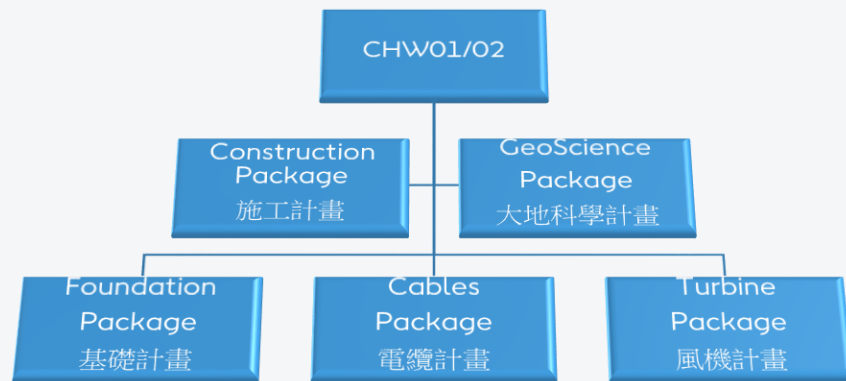 CHW01/02
Construction
Package
施工計畫
GeoScience
Package
大地科學計畫
Foundation
Package
基礎計畫
Cables
Package
電纜計畫
Turbine
Package
風機計畫